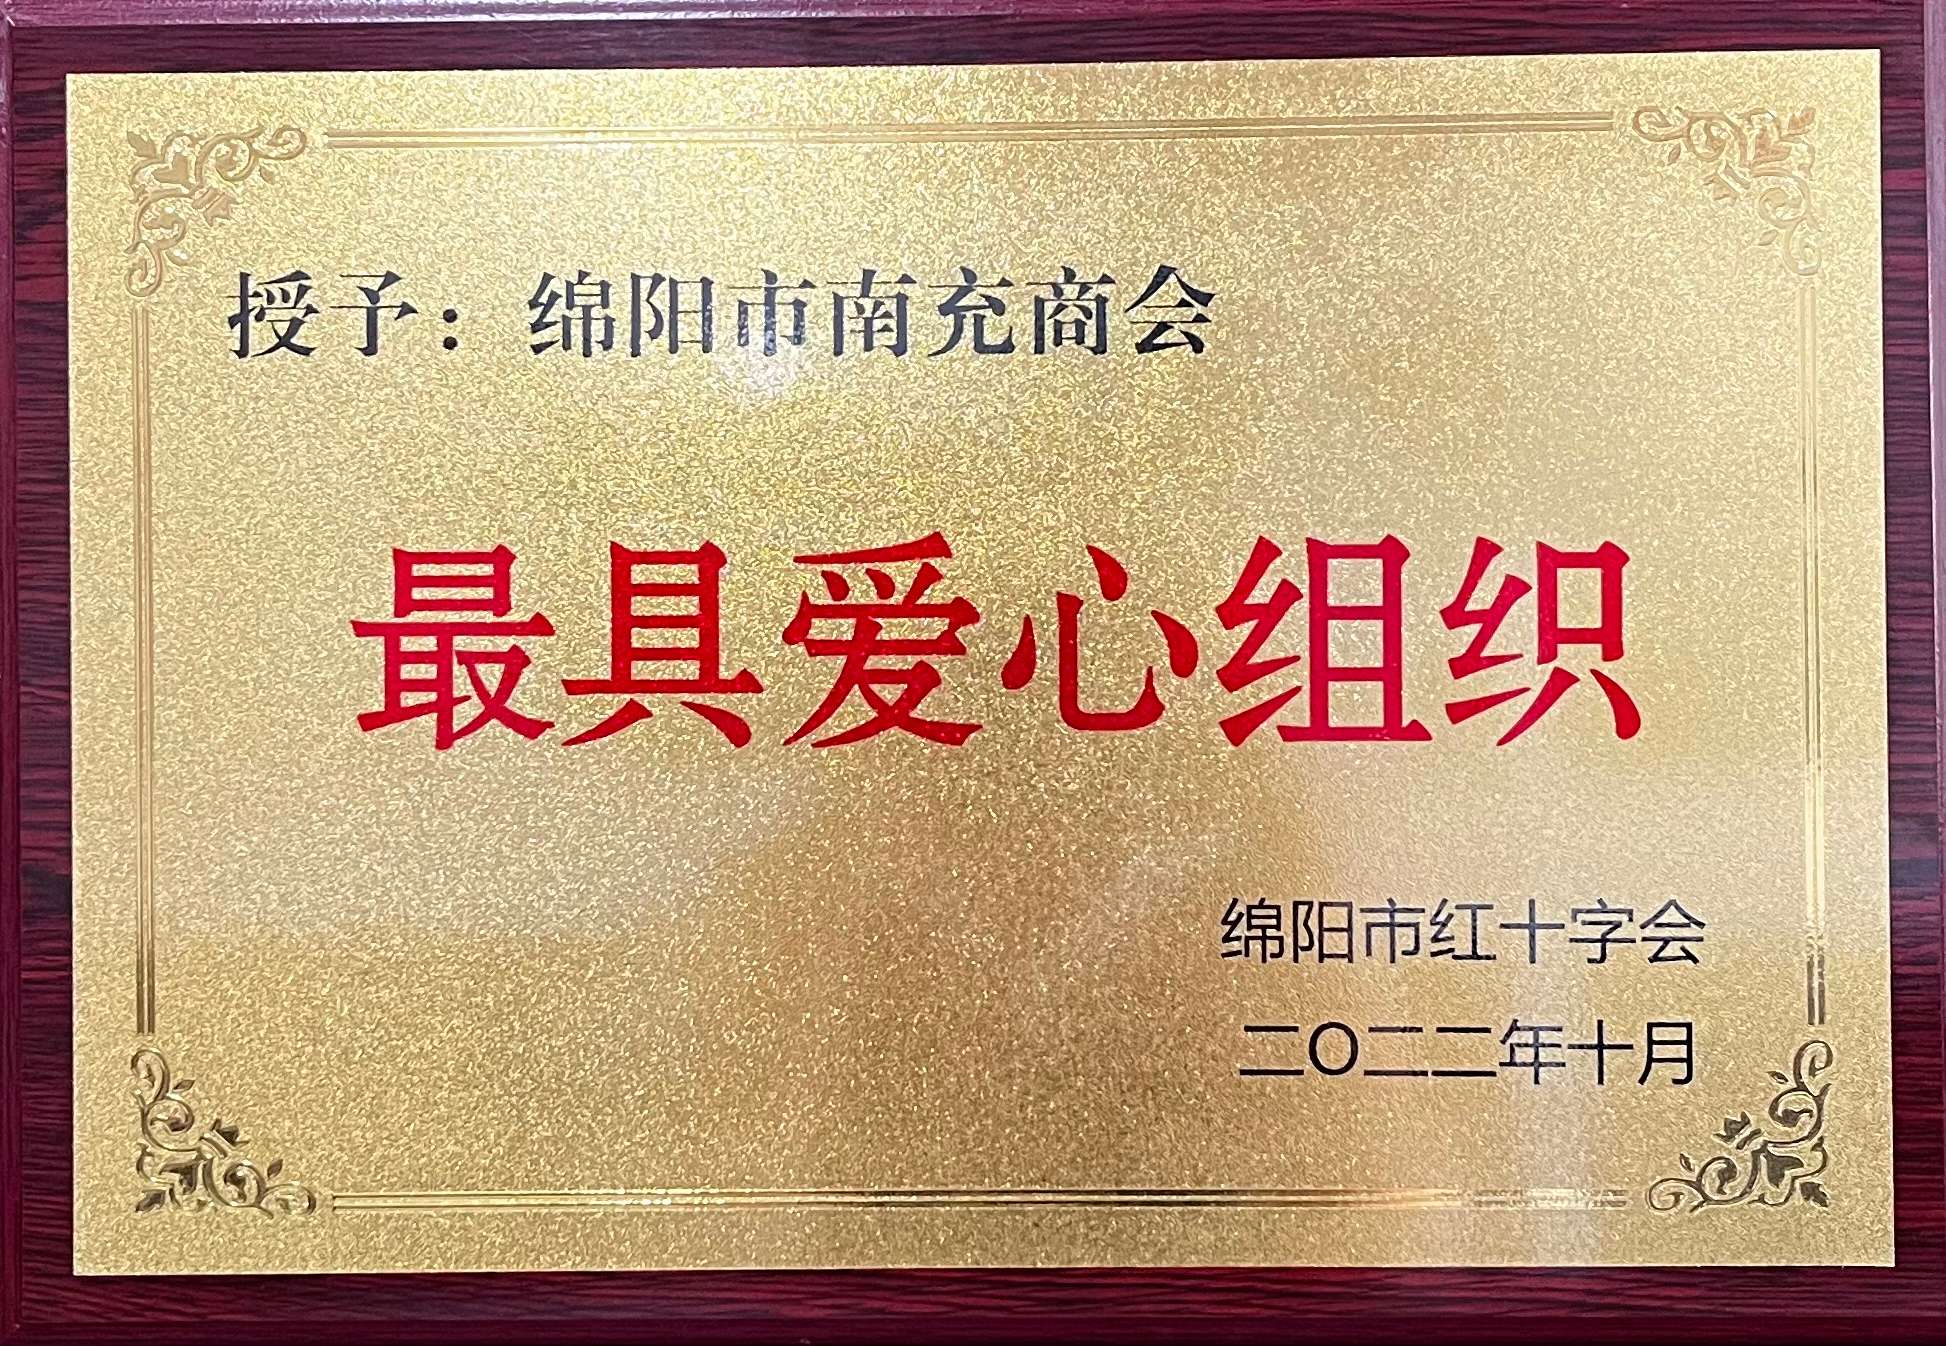 授予：绵阳市南充商会
最具爱心组织
绵阳市红十字会
二〇二二年十月